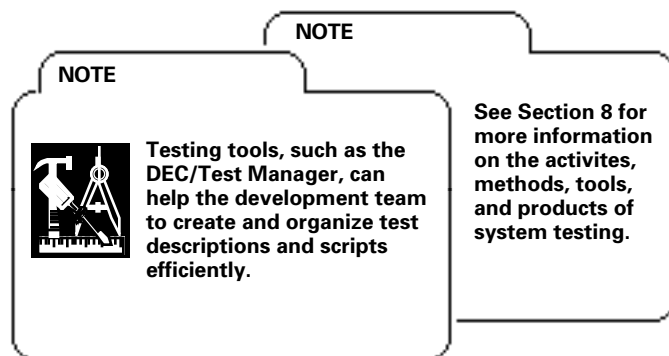 NOTE
NOTE
Testing tools, such as the
DEC/Test Manager, can
help the development team
to create and organize test
descriptions and scripts
efficiently.
See Section 8 for
more information
on the activites,
methods, tools,
and products of
system testing.